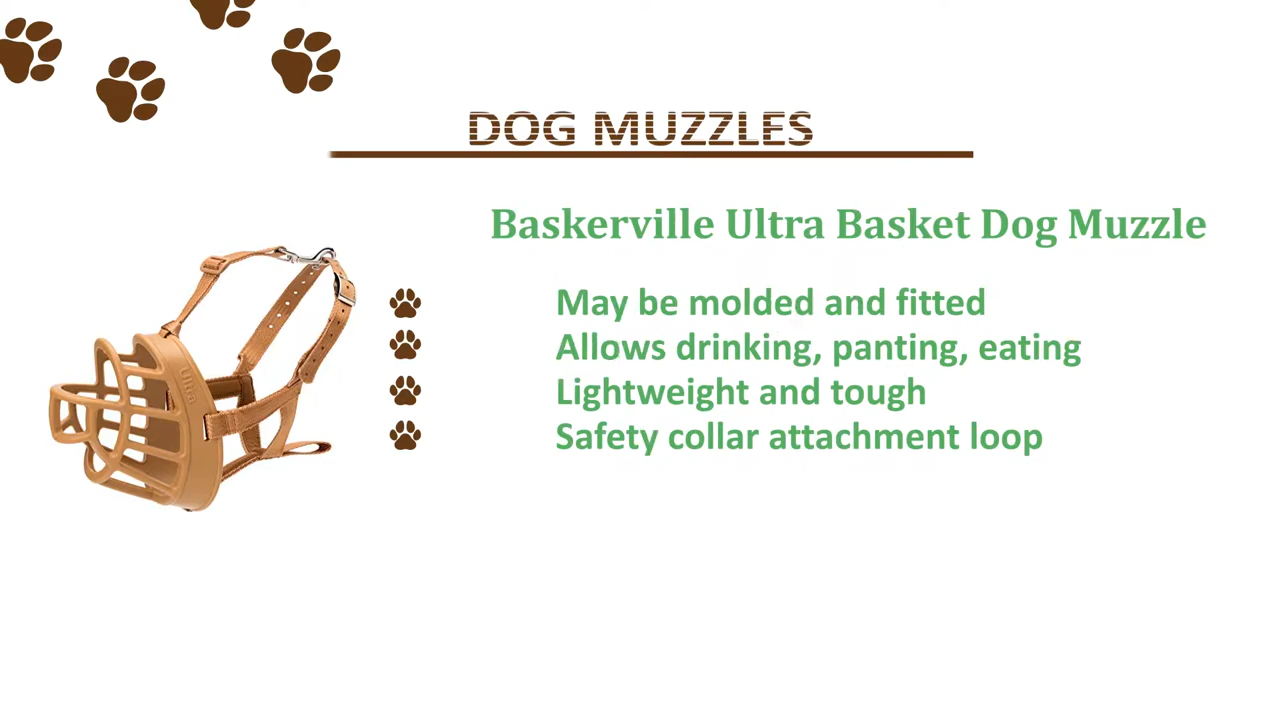 DOG MUZZLES
Baskerville Ultra Basket Dog Muzzle
May be molded and fitted
Allows drinking, panting, eating
Lightweight and tough
Safety collar attachment loop
Ultra